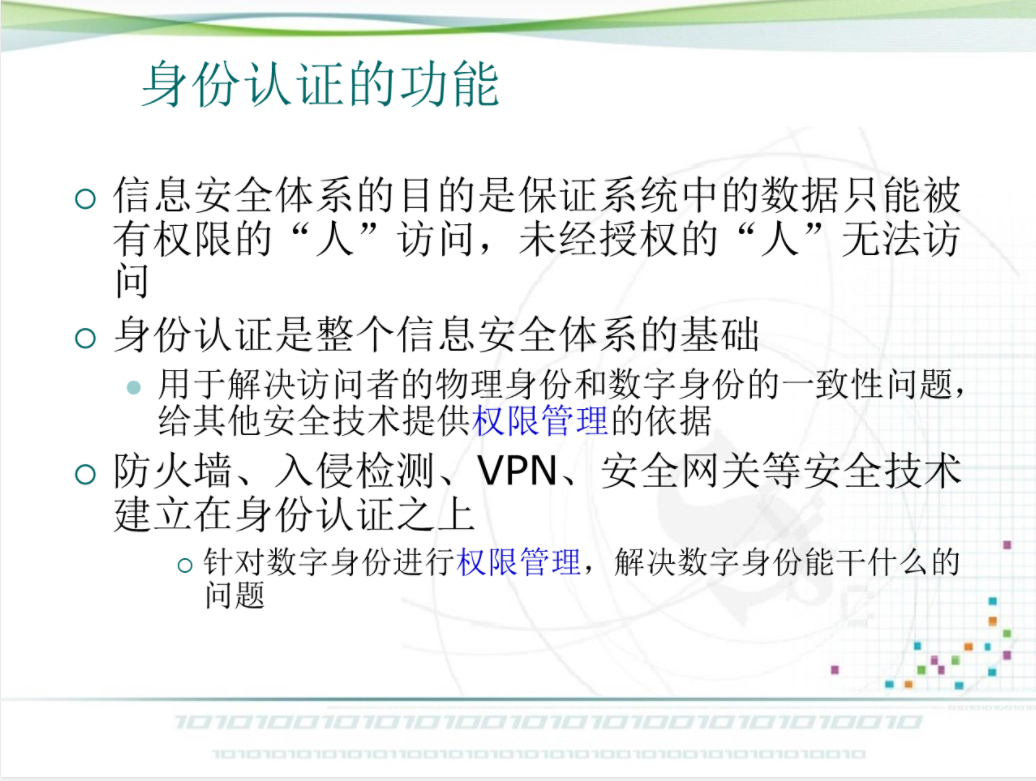 身份认证的功能
信息安全体系的目的是保证系统中的数据只能被
有权限的“人”访问，未经授权的“人”无法访
问
身份认证是整个信息安全体系的基础
用于解决访问者的物理身份和数字身份的一致性问题，
给其他安全技术提供权限管理的依据
防火墙、入侵检测、VPN、安全网关等安全技术
建立在身份认证之上
针对数字身份进行权限管理，解决数字身份能干什么的
问题